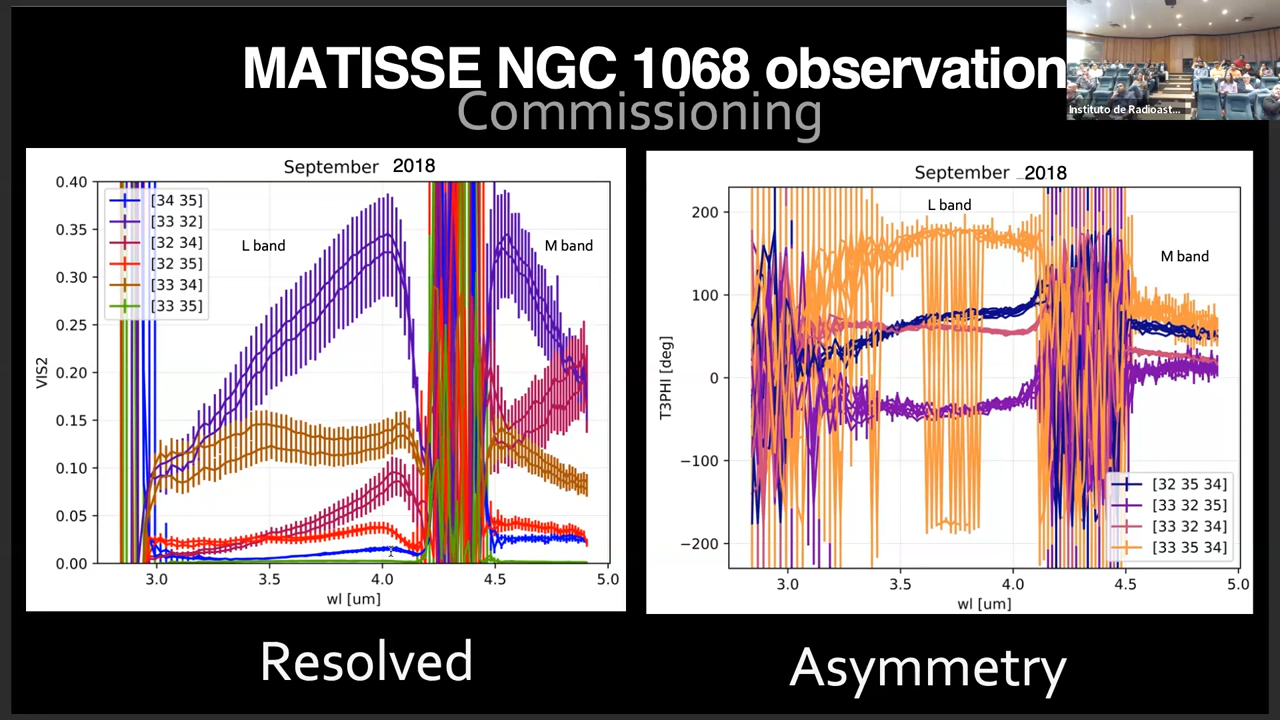 MATISSE NGC 1068 observation
Commissioning
Instituto de Radioast...
September 2018
0.40
0.35
0.30
0.25
0.20
0.15
0.10
0.05
0.00
VIS2
[34 35]
[33 32]
[32 34]
[32 35]
[33 34]
[33 35]
L band
M band
3.0 3.5 4.0 4.5 5.0
wl [um]
Resolved
September 2018
200
100
0
−100
−200
T3PHI [deg]
L band
M band
[32 35 34]
[33 32 35]
[33 32 34]
[33 35 34]
3.0 3.5 4.0 4.5 5.0
wl [um]
Asymmetry